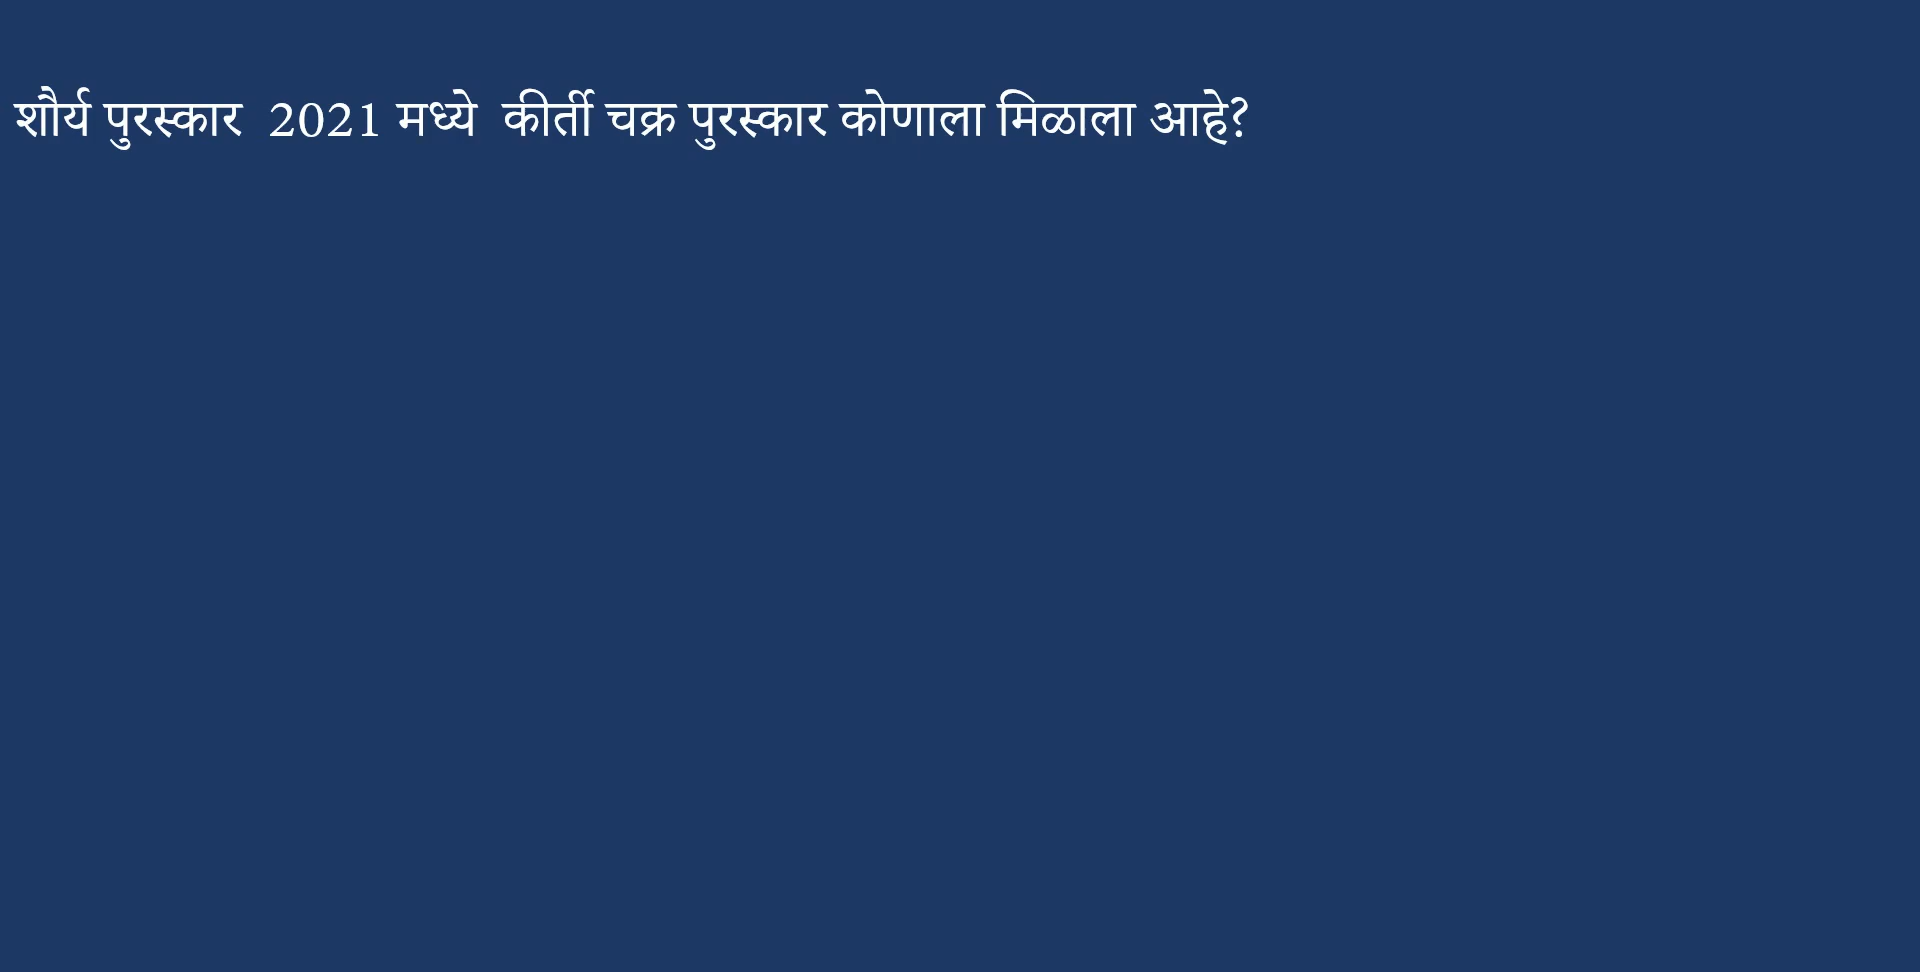 शौर्य पुरस्कार  2021 मध्ये  कीर्ती चक्र पुरस्कार कोणाला मिळाला आहे?